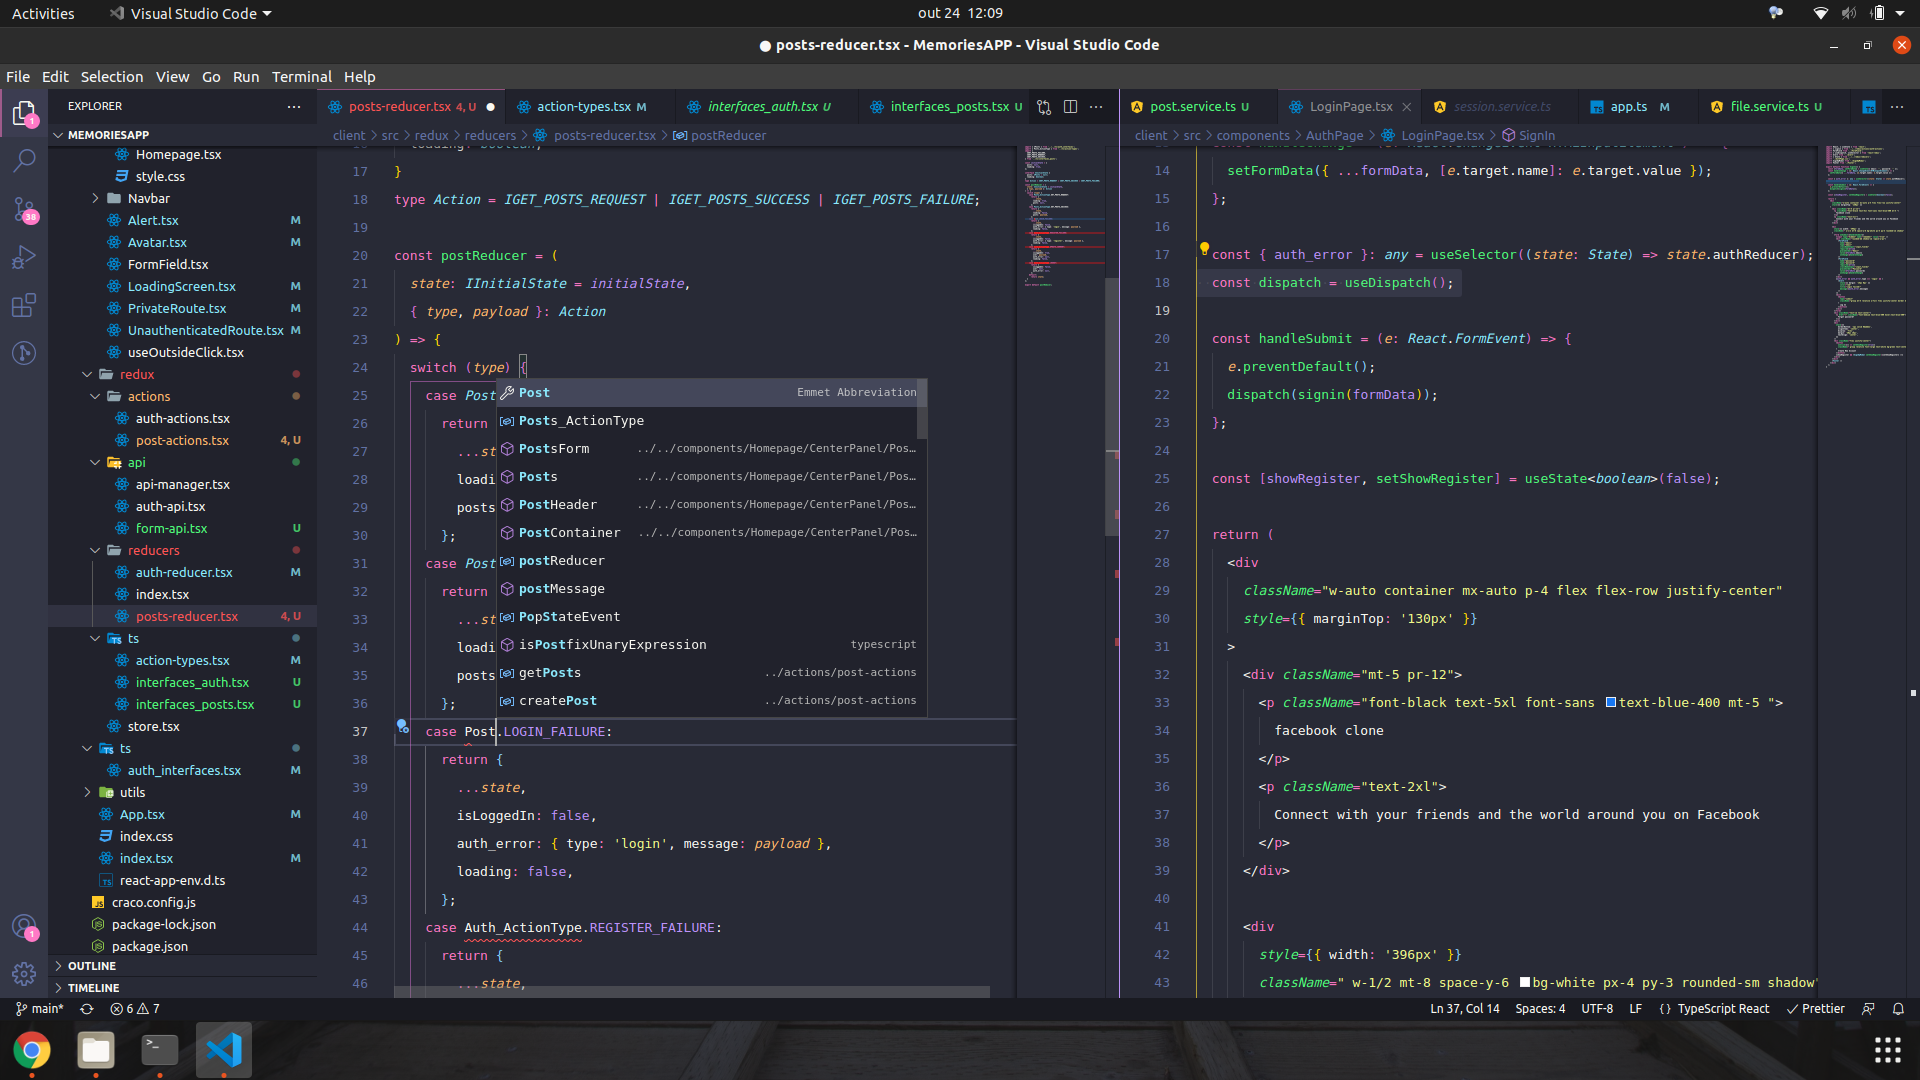 Activities
Visual Studio Code
out 24 12:09
● posts-reducer.tsx - MemoriesAPP - Visual Studio Code
File Edit Selection View Go Run Terminal Help
EXPLORER
MEMORIESAPP
Homepage.tsx
style.css
Navbar
Alert.tsx M
Avatar.tsx M
FormField.tsx
LoadingScreen.tsx M
PrivateRoute.tsx M
UnauthenticatedRoute.tsx M
useOutsideClick.tsx
redux
actions
auth-actions.tsx
post-actions.tsx 4, U
api
api-manager.tsx
auth-api.tsx
form-api.tsx U
reducers
auth-reducer.tsx M
index.tsx
posts-reducer.tsx 4, U
ts
action-types.tsx M
interfaces_auth.tsx U
interfaces_posts.tsx U
store.tsx
ts
auth_interfaces.tsx M
utils
App.tsx M
index.css
index.tsx M
react-app-env.d.ts
craco.config.js
package-lock.json
package.json
OUTLINE
TIMELINE
1
38
1
posts-reducer.tsx 4, U ●
action-types.tsx M
interfaces_auth.tsx U
interfaces_posts.tsx U
client > src > redux > reducers > posts-reducer.tsx > postReducer
17 }
18 type Action = IGET_POSTS_REQUEST | IGET_POSTS_SUCCESS | IGET_POSTS_FAILURE;
19
20 const postReducer = (
21 state: IInitialState = initialState,
22 { type, payload }: Action
23 ) => {
24 switch (type) {
25 case Post
26 return
27 ...st
28 loadi
29 posts
30 };
31 case Post
32 return
33 ...st
34 loadi
35 posts
36 };
37 case Post.LOGIN_FAILURE:
38 return {
39 ...state,
40 isLoggedIn: false,
41 auth_error: { type: 'login', message: payload },
42 loading: false,
43 };
44 case Auth_ActionType.REGISTER_FAILURE:
45 return {
46 ...state,
Post Emmet Abbreviation
Posts_ActionType
PostsForm ../../components/Homepage/CenterPanel/Pos…
Posts ../../components/Homepage/CenterPanel/Pos…
PostHeader ../../components/Homepage/CenterPanel/Pos…
PostContainer ../../components/Homepage/CenterPanel/Pos…
postReducer
postMessage
PopStateEvent
isPostfixUnaryExpression typescript
getPosts ../actions/post-actions
createPost ../actions/post-actions
post.service.ts U
LoginPage.tsx
session.service.ts
app.ts M
file.service.ts U
client > src > components > AuthPage > LoginPage.tsx > SignIn
14 setFormData({ ...formData, [e.target.name]: e.target.value });
15 };
16
17 const { auth_error }: any = useSelector((state: State) => state.authReducer);
18 const dispatch = useDispatch();
19
20 const handleSubmit = (e: React.FormEvent) => {
21 e.preventDefault();
22 dispatch(signin(formData));
23 };
24
25 const [showRegister, setShowRegister] = useState<boolean>(false);
26
27 return (
28 <div
29 className="w-auto container mx-auto p-4 flex flex-row justify-center"
30 style={{ marginTop: '130px' }}
31 >
32 <div className="mt-5 pr-12">
33 <p className="font-black text-5xl font-sans text-blue-400 mt-5 ">
34 facebook clone
35 </p>
36 <p className="text-2xl">
37 Connect with your friends and the world around you on Facebook
38 </p>
39 </div>
40
41 <div
42 style={{ width: '396px' }}
43 className=" w-1/2 mt-8 space-y-6 bg-white px-4 py-3 rounded-sm shadow"
main* 6 7
Ln 37, Col 14 Spaces: 4 UTF-8 LF {} TypeScript React Prettier